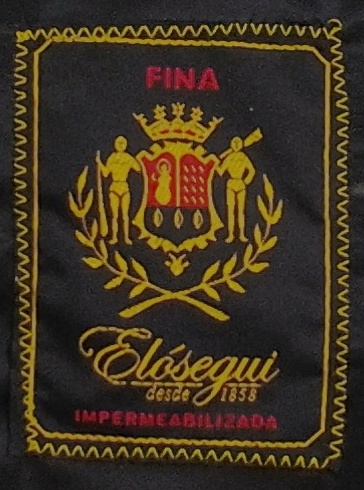 FINA
Elósegui
desde 1858
IMPERMEABILIZADA